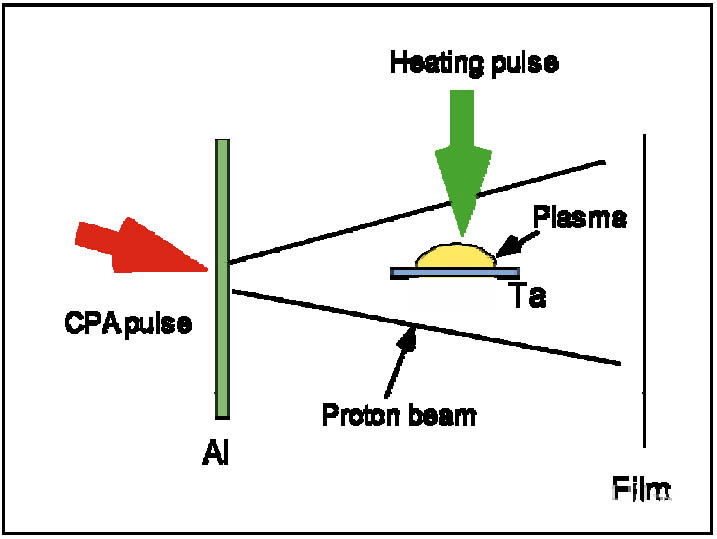 Heating pulse
Plasma
Ta
CPA pulse
Proton beam
Al
Film